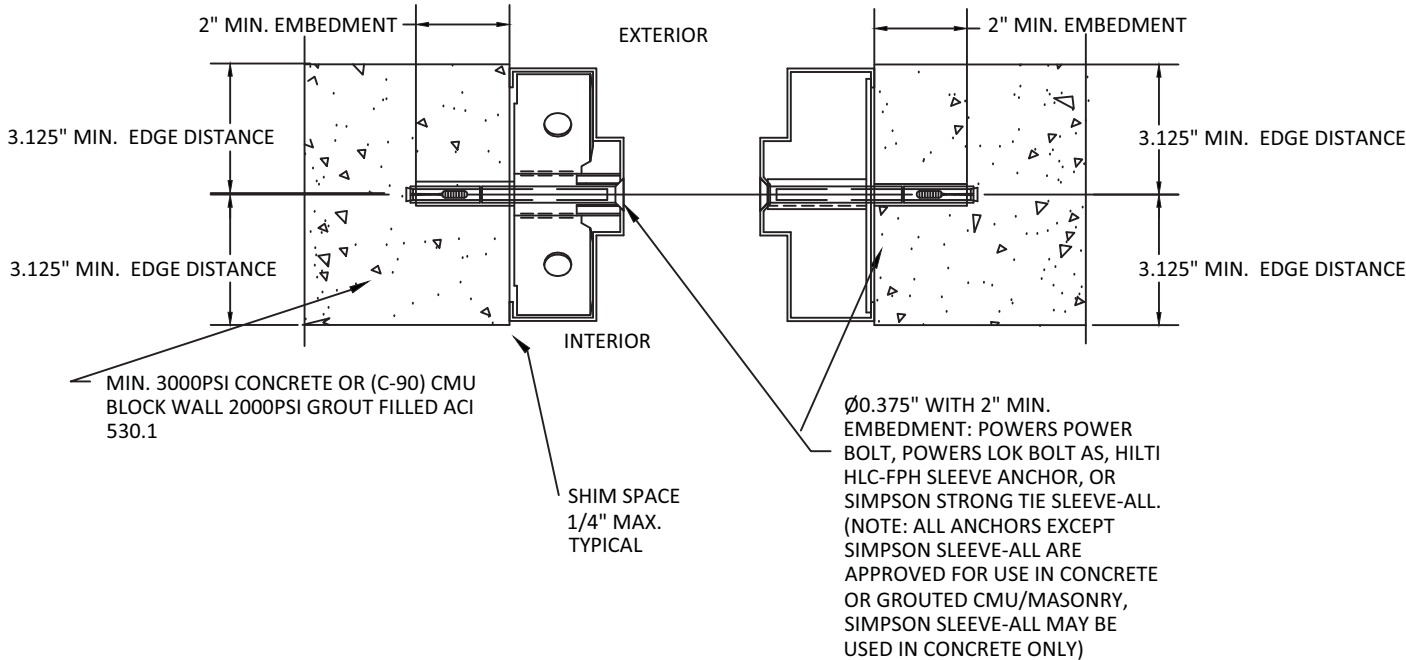 2" MIN. EMBEDMENT
EXTERIOR
2" MIN. EMBEDMENT
3.125" MIN. EDGE DISTANCE
3.125" MIN. EDGE DISTANCE
3.125" MIN. EDGE DISTANCE
3.125" MIN. EDGE DISTANCE
INTERIOR
MIN. 3000PSI CONCRETE OR (C-90) CMU
BLOCK WALL 2000PSI GROUT FILLED ACI
530.1
SHIM SPACE
1/4" MAX.
TYPICAL
Ø0.375" WITH 2" MIN.
EMBEDMENT: POWERS POWER
BOLT, POWERS LOK BOLT AS, HILTI
HLC-FPH SLEEVE ANCHOR, OR
SIMPSON STRONG TIE SLEEVE-ALL.
(NOTE: ALL ANCHORS EXCEPT
SIMPSON SLEEVE-ALL ARE
APPROVED FOR USE IN CONCRETE
OR GROUTED CMU/MASONRY,
SIMPSON SLEEVE-ALL MAY BE
USED IN CONCRETE ONLY)